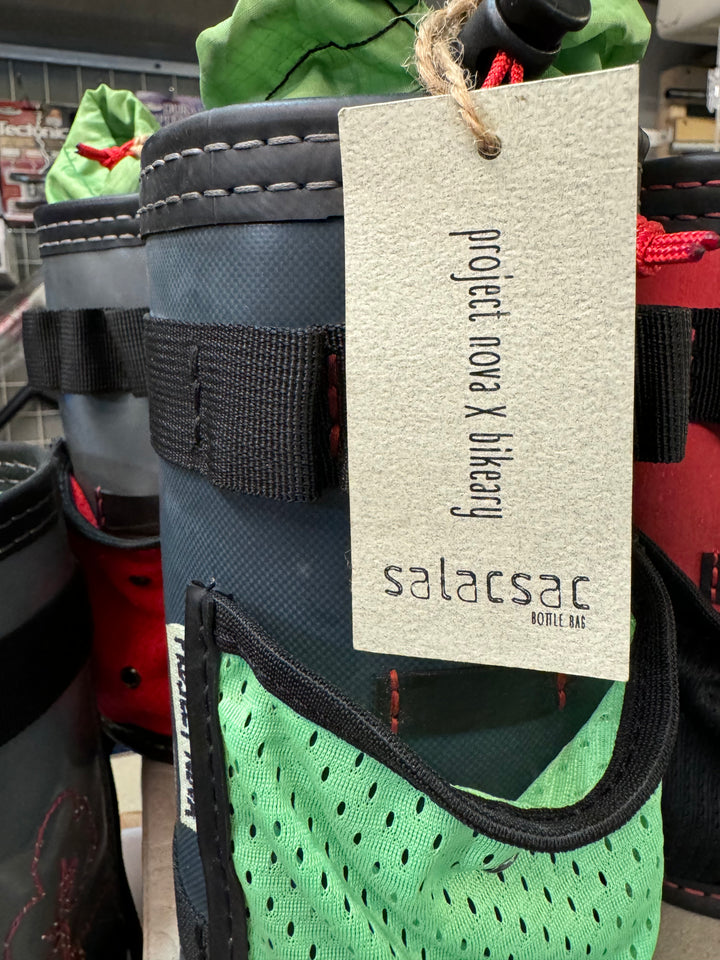 project nova X bikeary
salacsac
BOTTLE BAG